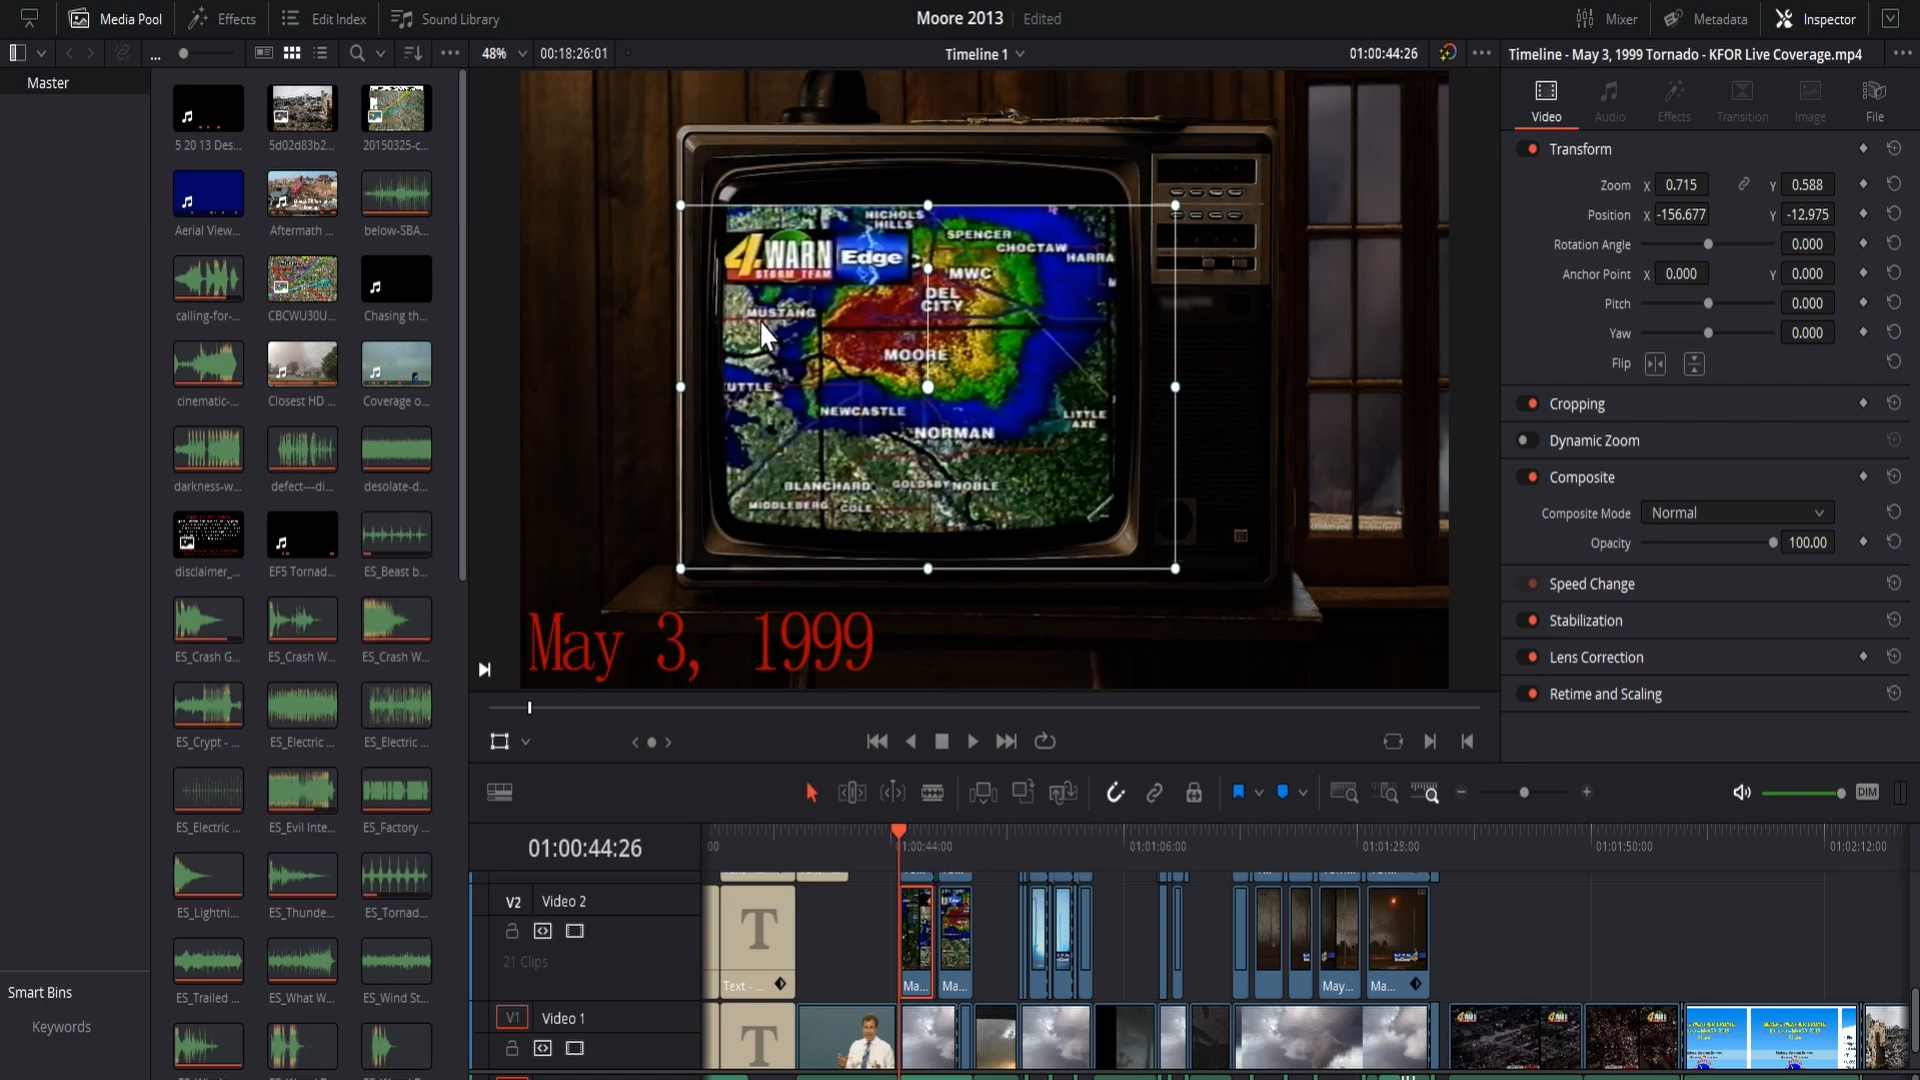 Media Pool Effects Edit Index Sound Library Moore 2013 Edited Mixer Metadata Inspector
... 48% 00:18:26:01 Timeline 1 01:00:44:26 Timeline - May 3, 1999 Tornado - KFOR Live Coverage.mp4
Master
5 20 13 Des... 5d02d83b2... 20150325-c...
Aerial View... Aftermath ... below-SBA...
calling-for-... CBCWU30U... Chasing th...
cinematic-... Closest HD ... Coverage o...
darkness-w... defect---di... desolate-d...
disclaimer_... EF5 Tornad... ES_Beast b...
ES_Crash G... ES_Crash W... ES_Crash W...
ES_Crypt - ... ES_Electric ... ES_Electric ...
ES_Electric ... ES_Evil Inte... ES_Factory ...
ES_Lightni... ES_Thunde... ES_Tornad...
ES_Trailed ... ES_What W... ES_Wind St...
Smart Bins
Keywords
NICHOLS
HILLS
SPENCER
CHOCTAW
HARRA
4 WARN
STORM TEAM
Edge
MWC
DEL
CITY
MUSTANG
MOORE
UTTLE
NEWCASTLE
LITTLE
AXE
NORMAN
BLANCHARD GOLDSBY NOBLE
MIDDLEBERG COLE
May 3, 1999
Video Audio Effects Transition Image File
Transform
Zoom X 0.715 Y 0.588
Position X -156.677 Y -12.975
Rotation Angle 0.000
Anchor Point X 0.000 Y 0.000
Pitch 0.000
Yaw 0.000
Flip
Cropping
Dynamic Zoom
Composite
Composite Mode Normal
Opacity 100.00
Speed Change
Stabilization
Lens Correction
Retime and Scaling
DIM
01:00:44:26 :00 01:00:44:00 01:01:06:00 01:01:28:00 01:01:50:00 01:02:12:00
V2 Video 2
21 Clips
T
Text - ... Ma... Ma... May... Ma...
V1 Video 1
T
4WARN 4WARN